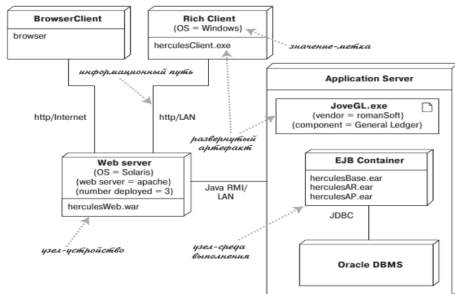 BrowserClient
browser
Rich Client
{OS = Windows}
herculesClient.exe
значение-метка
информационный путь
Application Server
http/Internet
http/LAN
развернутый
артефакт
JoveGL.exe
{vendor = romanSoft}
{component = General Ledger}
Web server
{OS = Solaris}
{web server = apache}
{number deployed = 3}
herculesWeb.war
Java RMI/
LAN
EJB Container
herculesBase.ear
herculesAR.ear
herculesAP.ear
JDBC
узел-устройство
узел-среда
выполнения
Oracle DBMS